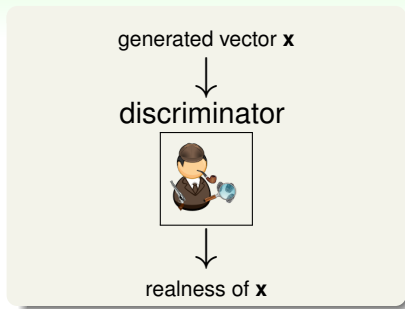 generated vector x
discriminator
realness of x